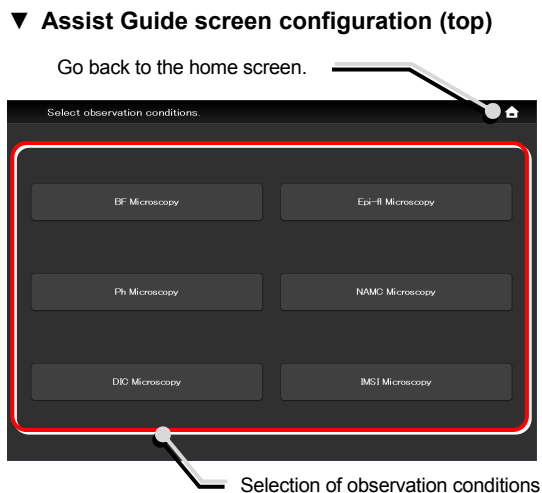 ▼ Assist Guide screen configuration (top)
Go back to the home screen.
Select observation conditions.
BF Microscopy
Epi-fl Microscopy
Ph Microscopy
NAMC Microscopy
DIC Microscopy
IMSI Microscopy
Selection of observation conditions